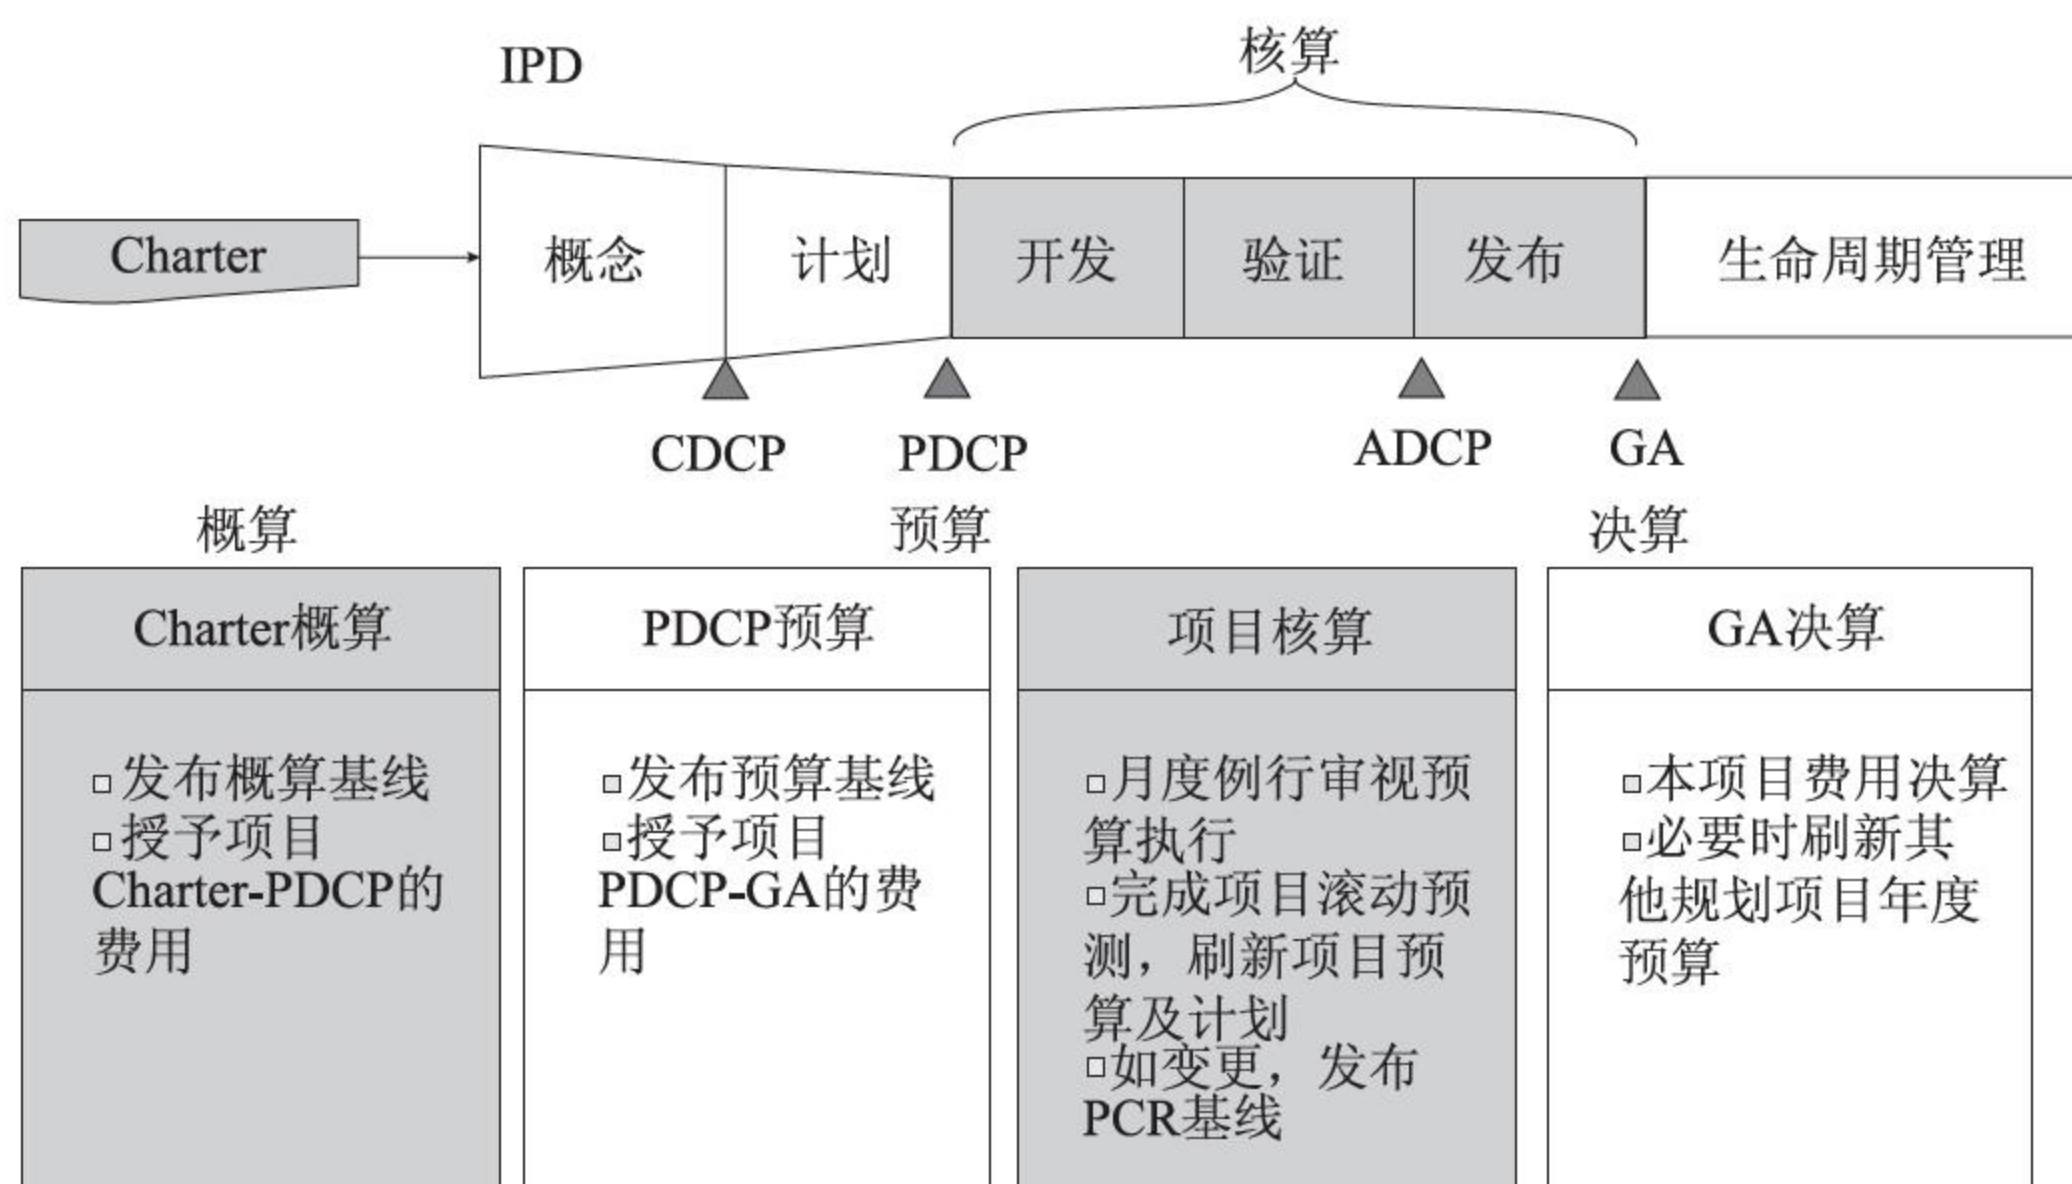 IPD
核算
Charter
概念
计划
开发
验证
发布
生命周期管理
CDCP
PDCP
ADCP
GA
概算
预算
决算
Charter概算
▫发布概算基线
▫授予项目
Charter-PDCP的
费用
PDCP预算
▫发布预算基线
▫授予项目
PDCP-GA的费
用
项目核算
▫月度例行审视预
算执行
▫完成项目滚动预
测，刷新项目预
算及计划
▫如变更，发布
PCR基线
GA决算
▫本项目费用决算
▫必要时刷新其
他规划项目年度
预算